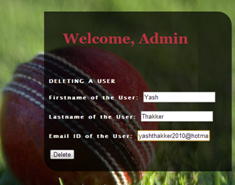 Welcome, Admin
DELETING A USER
Firstname of the User: Yash
Lastname of the User: Thakker
Email ID of the User: yashthakker2010@hotma
Delete